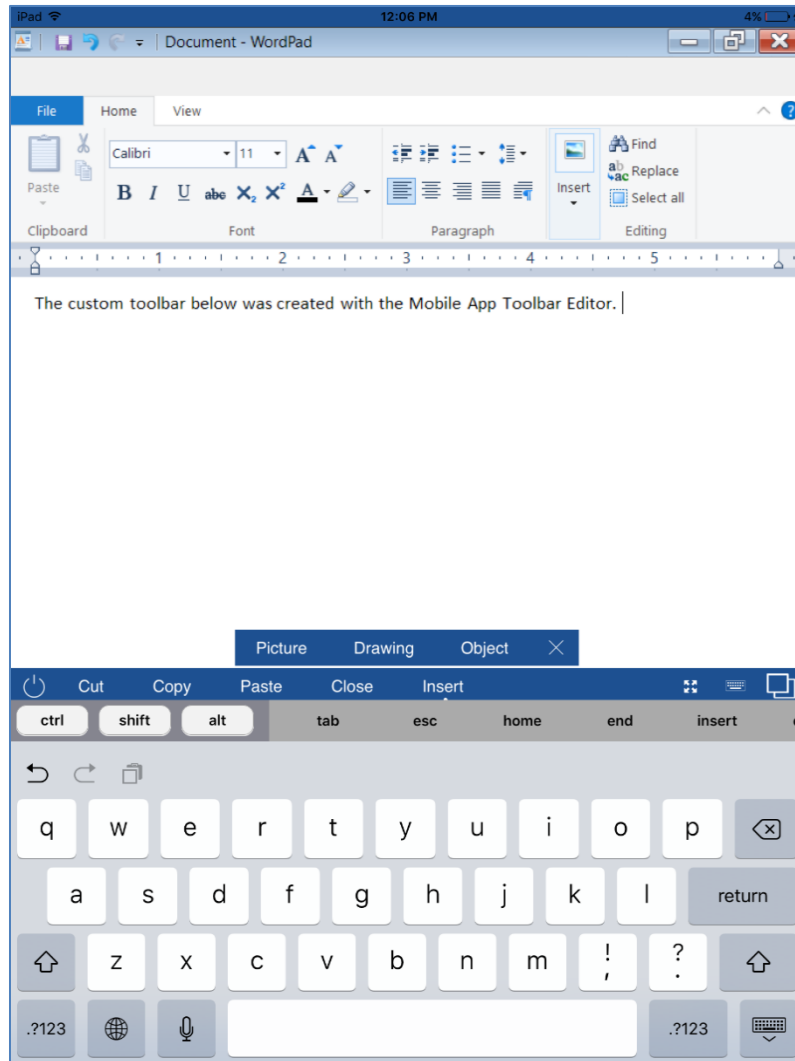 iPad 12:06 PM 4%
Document - WordPad
File Home View
Calibri 11 A A Find
Replace
Paste B I U abc X₂ X² A Insert Select all
Clipboard Font Paragraph Editing
1 2 3 4 5
The custom toolbar below was created with the Mobile App Toolbar Editor.
Picture Drawing Object
Cut Copy Paste Close Insert
ctrl shift alt tab esc home end insert
q w e r t y u i o p
a s d f g h j k l return
z x c v b n m ! , ? .
.?123 .?123